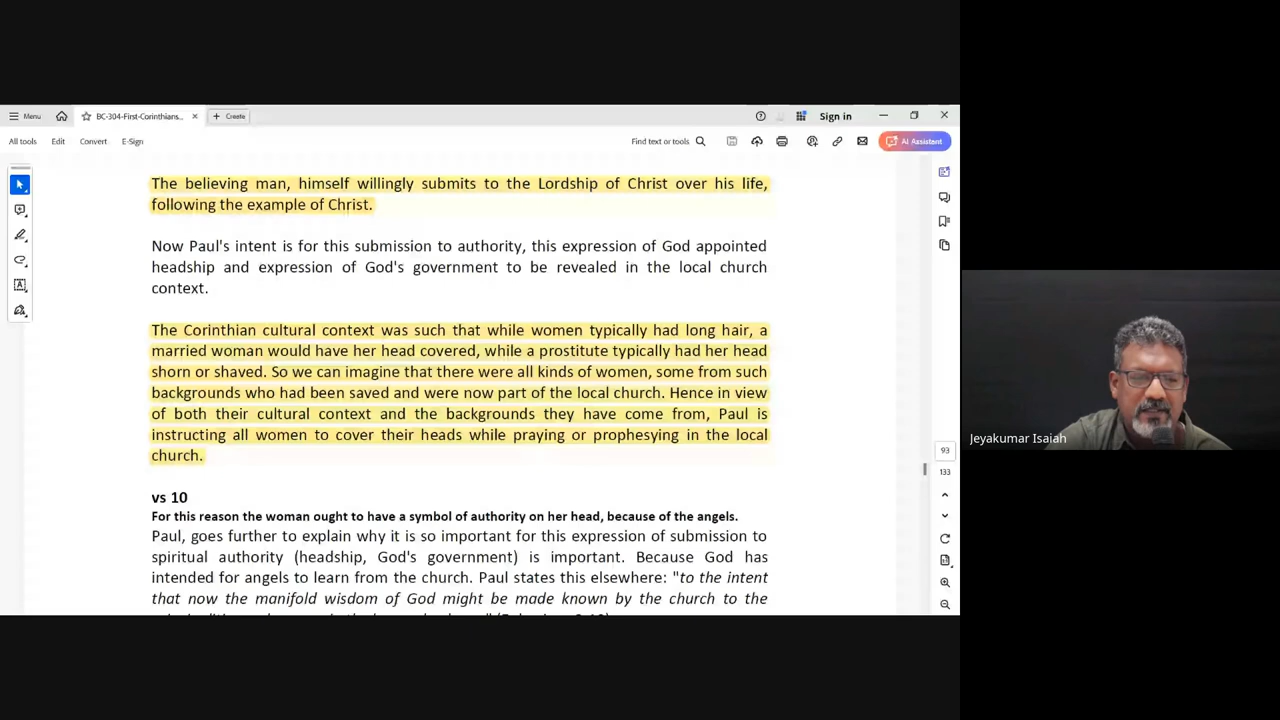 Menu
BC-304-First-Corinthians...
Create
Sign in
All tools
Edit
Convert
E-Sign
Find text or tools
AI Assistant
The believing man, himself willingly submits to the Lordship of Christ over his life,
following the example of Christ.
Now Paul's intent is for this submission to authority, this expression of God appointed
headship and expression of God's government to be revealed in the local church
context.
The Corinthian cultural context was such that while women typically had long hair, a
married woman would have her head covered, while a prostitute typically had her head
shorn or shaved. So we can imagine that there were all kinds of women, some from such
backgrounds who had been saved and were now part of the local church. Hence in view
of both their cultural context and the backgrounds they have come from, Paul is
instructing all women to cover their heads while praying or prophesying in the local
church.
vs 10
For this reason the woman ought to have a symbol of authority on her head, because of the angels.
Paul, goes further to explain why it is so important for this expression of submission to
spiritual authority (headship, God's government) is important. Because God has
intended for angels to learn from the church. Paul states this elsewhere: "to the intent
that now the manifold wisdom of God might be made known by the church to the
93
133
Jeyakumar Isaiah